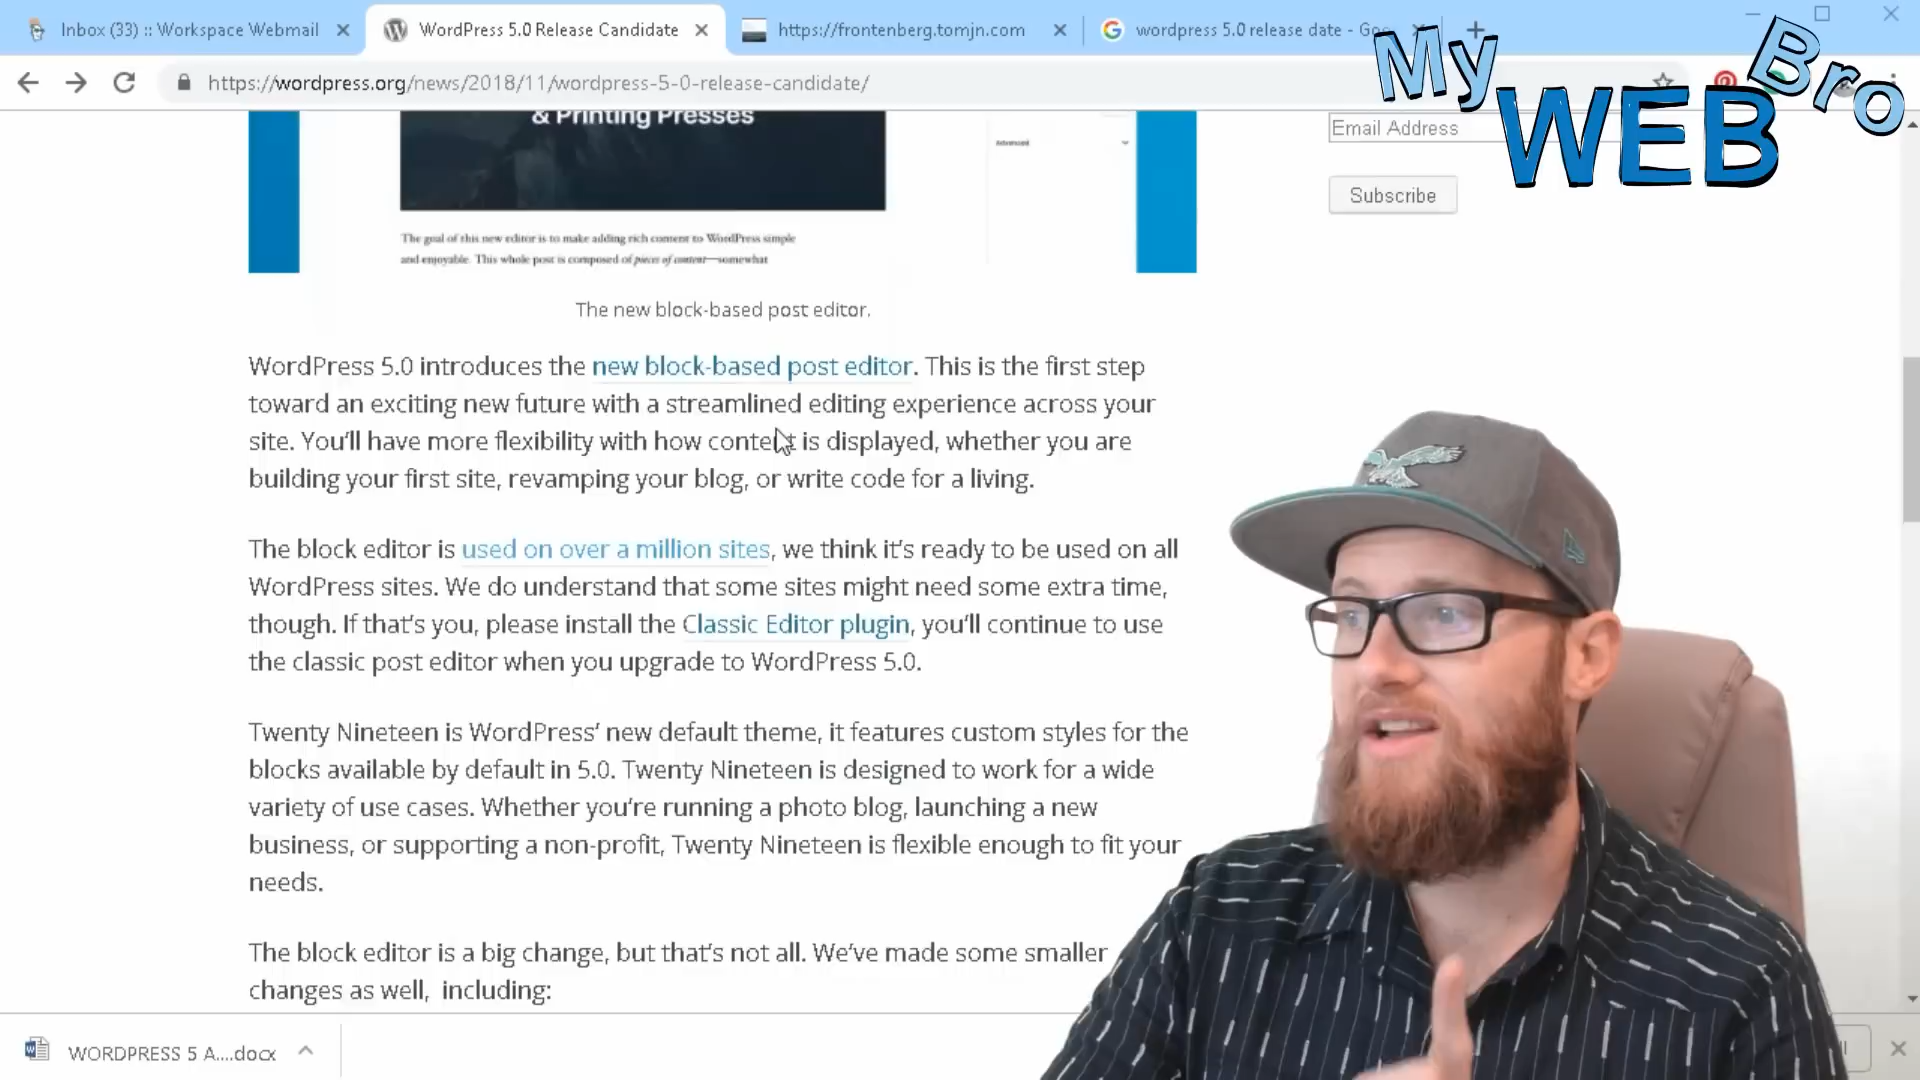 Inbox (33) :: Workspace Webmail
WordPress 5.0 Release Candidate
https://frontenberg.tomjn.com
wordpress 5.0 release date - Goo
https://wordpress.org/news/2018/11/wordpress-5-0-release-candidate/
My
WEB
Bro
& Printing Presses
Advanced
Email Address
Subscribe
The goal of this new editor is to make adding rich content to WordPress simple
and enjoyable. This whole post is composed of pieces of content—somewhat
The new block-based post editor.
WordPress 5.0 introduces the new block-based post editor. This is the first step
toward an exciting new future with a streamlined editing experience across your
site. You’ll have more flexibility with how content is displayed, whether you are
building your first site, revamping your blog, or write code for a living.
The block editor is used on over a million sites, we think it’s ready to be used on all
WordPress sites. We do understand that some sites might need some extra time,
though. If that’s you, please install the Classic Editor plugin, you’ll continue to use
the classic post editor when you upgrade to WordPress 5.0.
Twenty Nineteen is WordPress’ new default theme, it features custom styles for the
blocks available by default in 5.0. Twenty Nineteen is designed to work for a wide
variety of use cases. Whether you’re running a photo blog, launching a new
business, or supporting a non-profit, Twenty Nineteen is flexible enough to fit your
needs.
The block editor is a big change, but that’s not all. We’ve made some smaller
changes as well, including:
WORDPRESS 5 A....docx